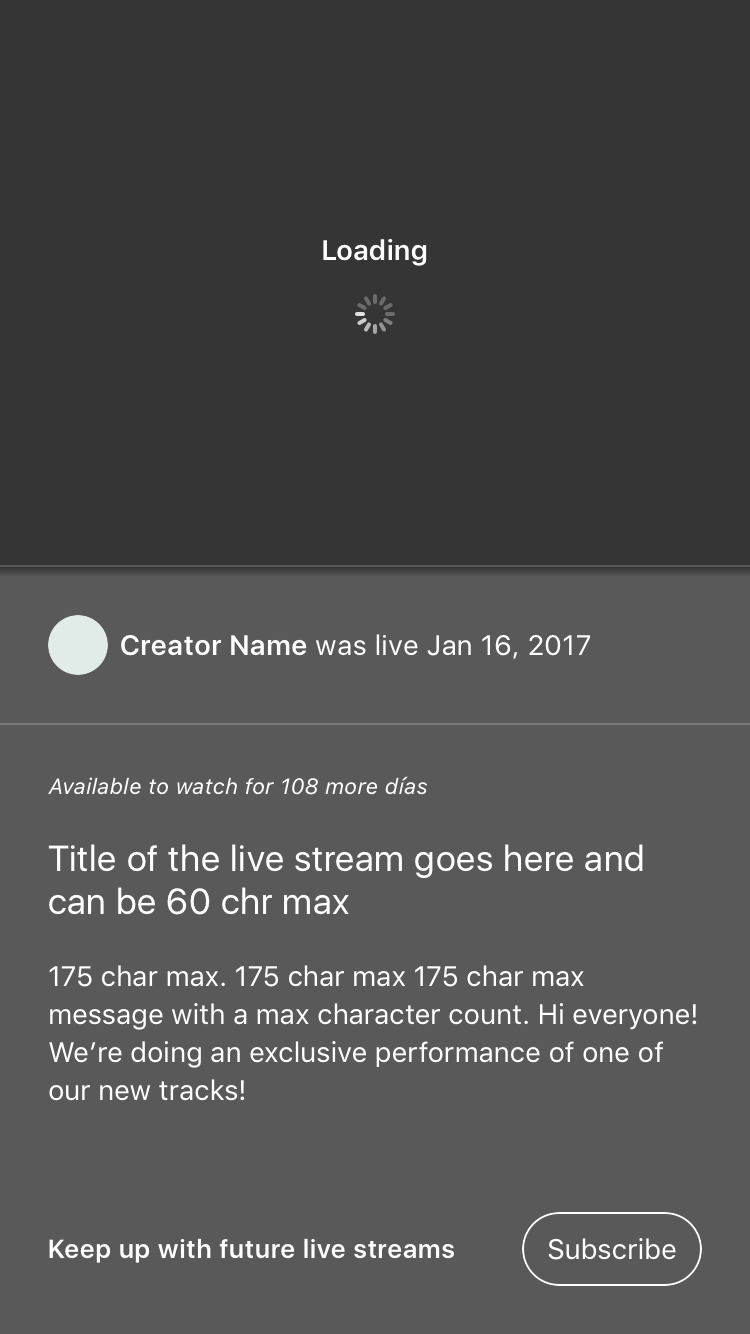 Loading
Creator Name was live Jan 16, 2017
Available to watch for 108 more días
Title of the live stream goes here and
can be 60 chr max
175 char max. 175 char max 175 char max
message with a max character count. Hi everyone!
We’re doing an exclusive performance of one of
our new tracks!
Keep up with future live streams
Subscribe